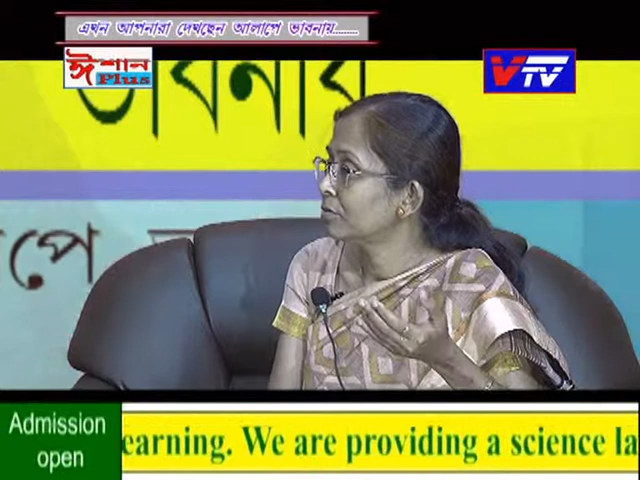 এখন আপনারা দেখছেন আলাপে ভাবনায়........
ঈশান
Plus
VTV
ভাবনায়
Admission
open
earning. We are providing a science la